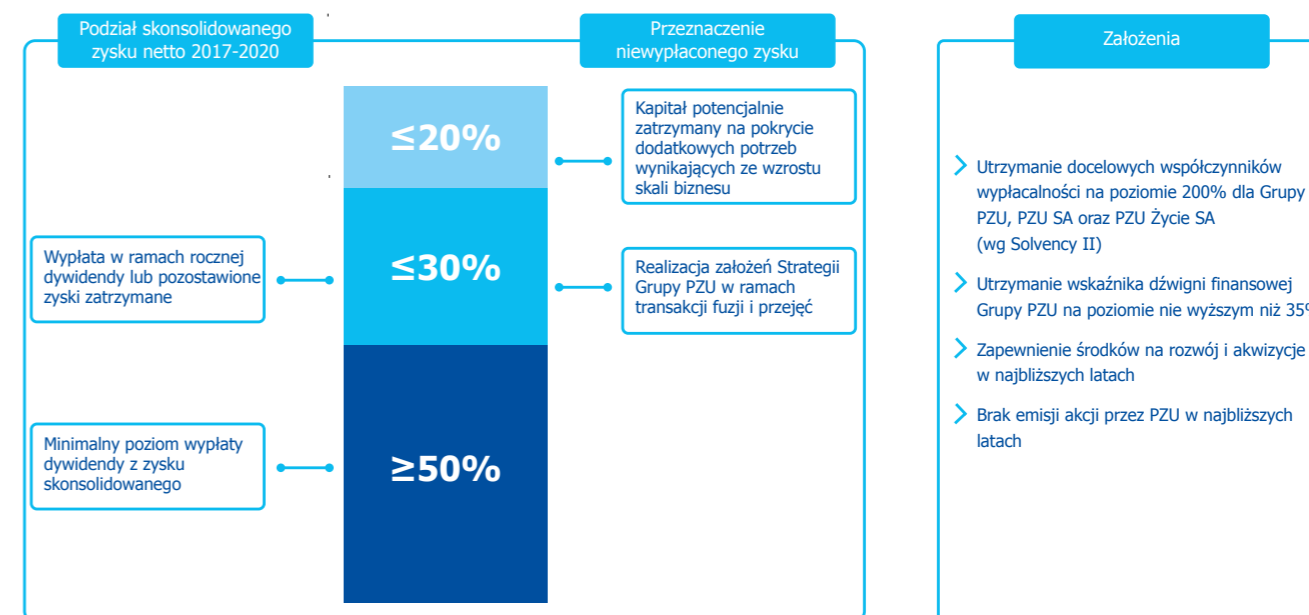 Podział skonsolidowanego
zysku netto 2017-2020
Przeznaczenie
niewypłaconego zysku
≤20%
Kapitał potencjalnie
zatrzymany na pokrycie
dodatkowych potrzeb
wynikających ze wzrostu
skali biznesu
Wypłata w ramach rocznej
dywidendy lub pozostawione
zyski zatrzymane
≤30%
Realizacja założeń Strategii
Grupy PZU w ramach
transakcji fuzji i przejęć
Minimalny poziom wypłaty
dywidendy z zysku
skonsolidowanego
≥50%
Założenia
Utrzymanie docelowych współczynników
wypłacalności na poziomie 200% dla Grupy
PZU, PZU SA oraz PZU Życie SA
(wg Solvency II)
Utrzymanie wskaźnika dźwigni finansowej
Grupy PZU na poziomie nie wyższym niż 35%
Zapewnienie środków na rozwój i akwizycje
w najbliższych latach
Brak emisji akcji przez PZU w najbliższych
latach